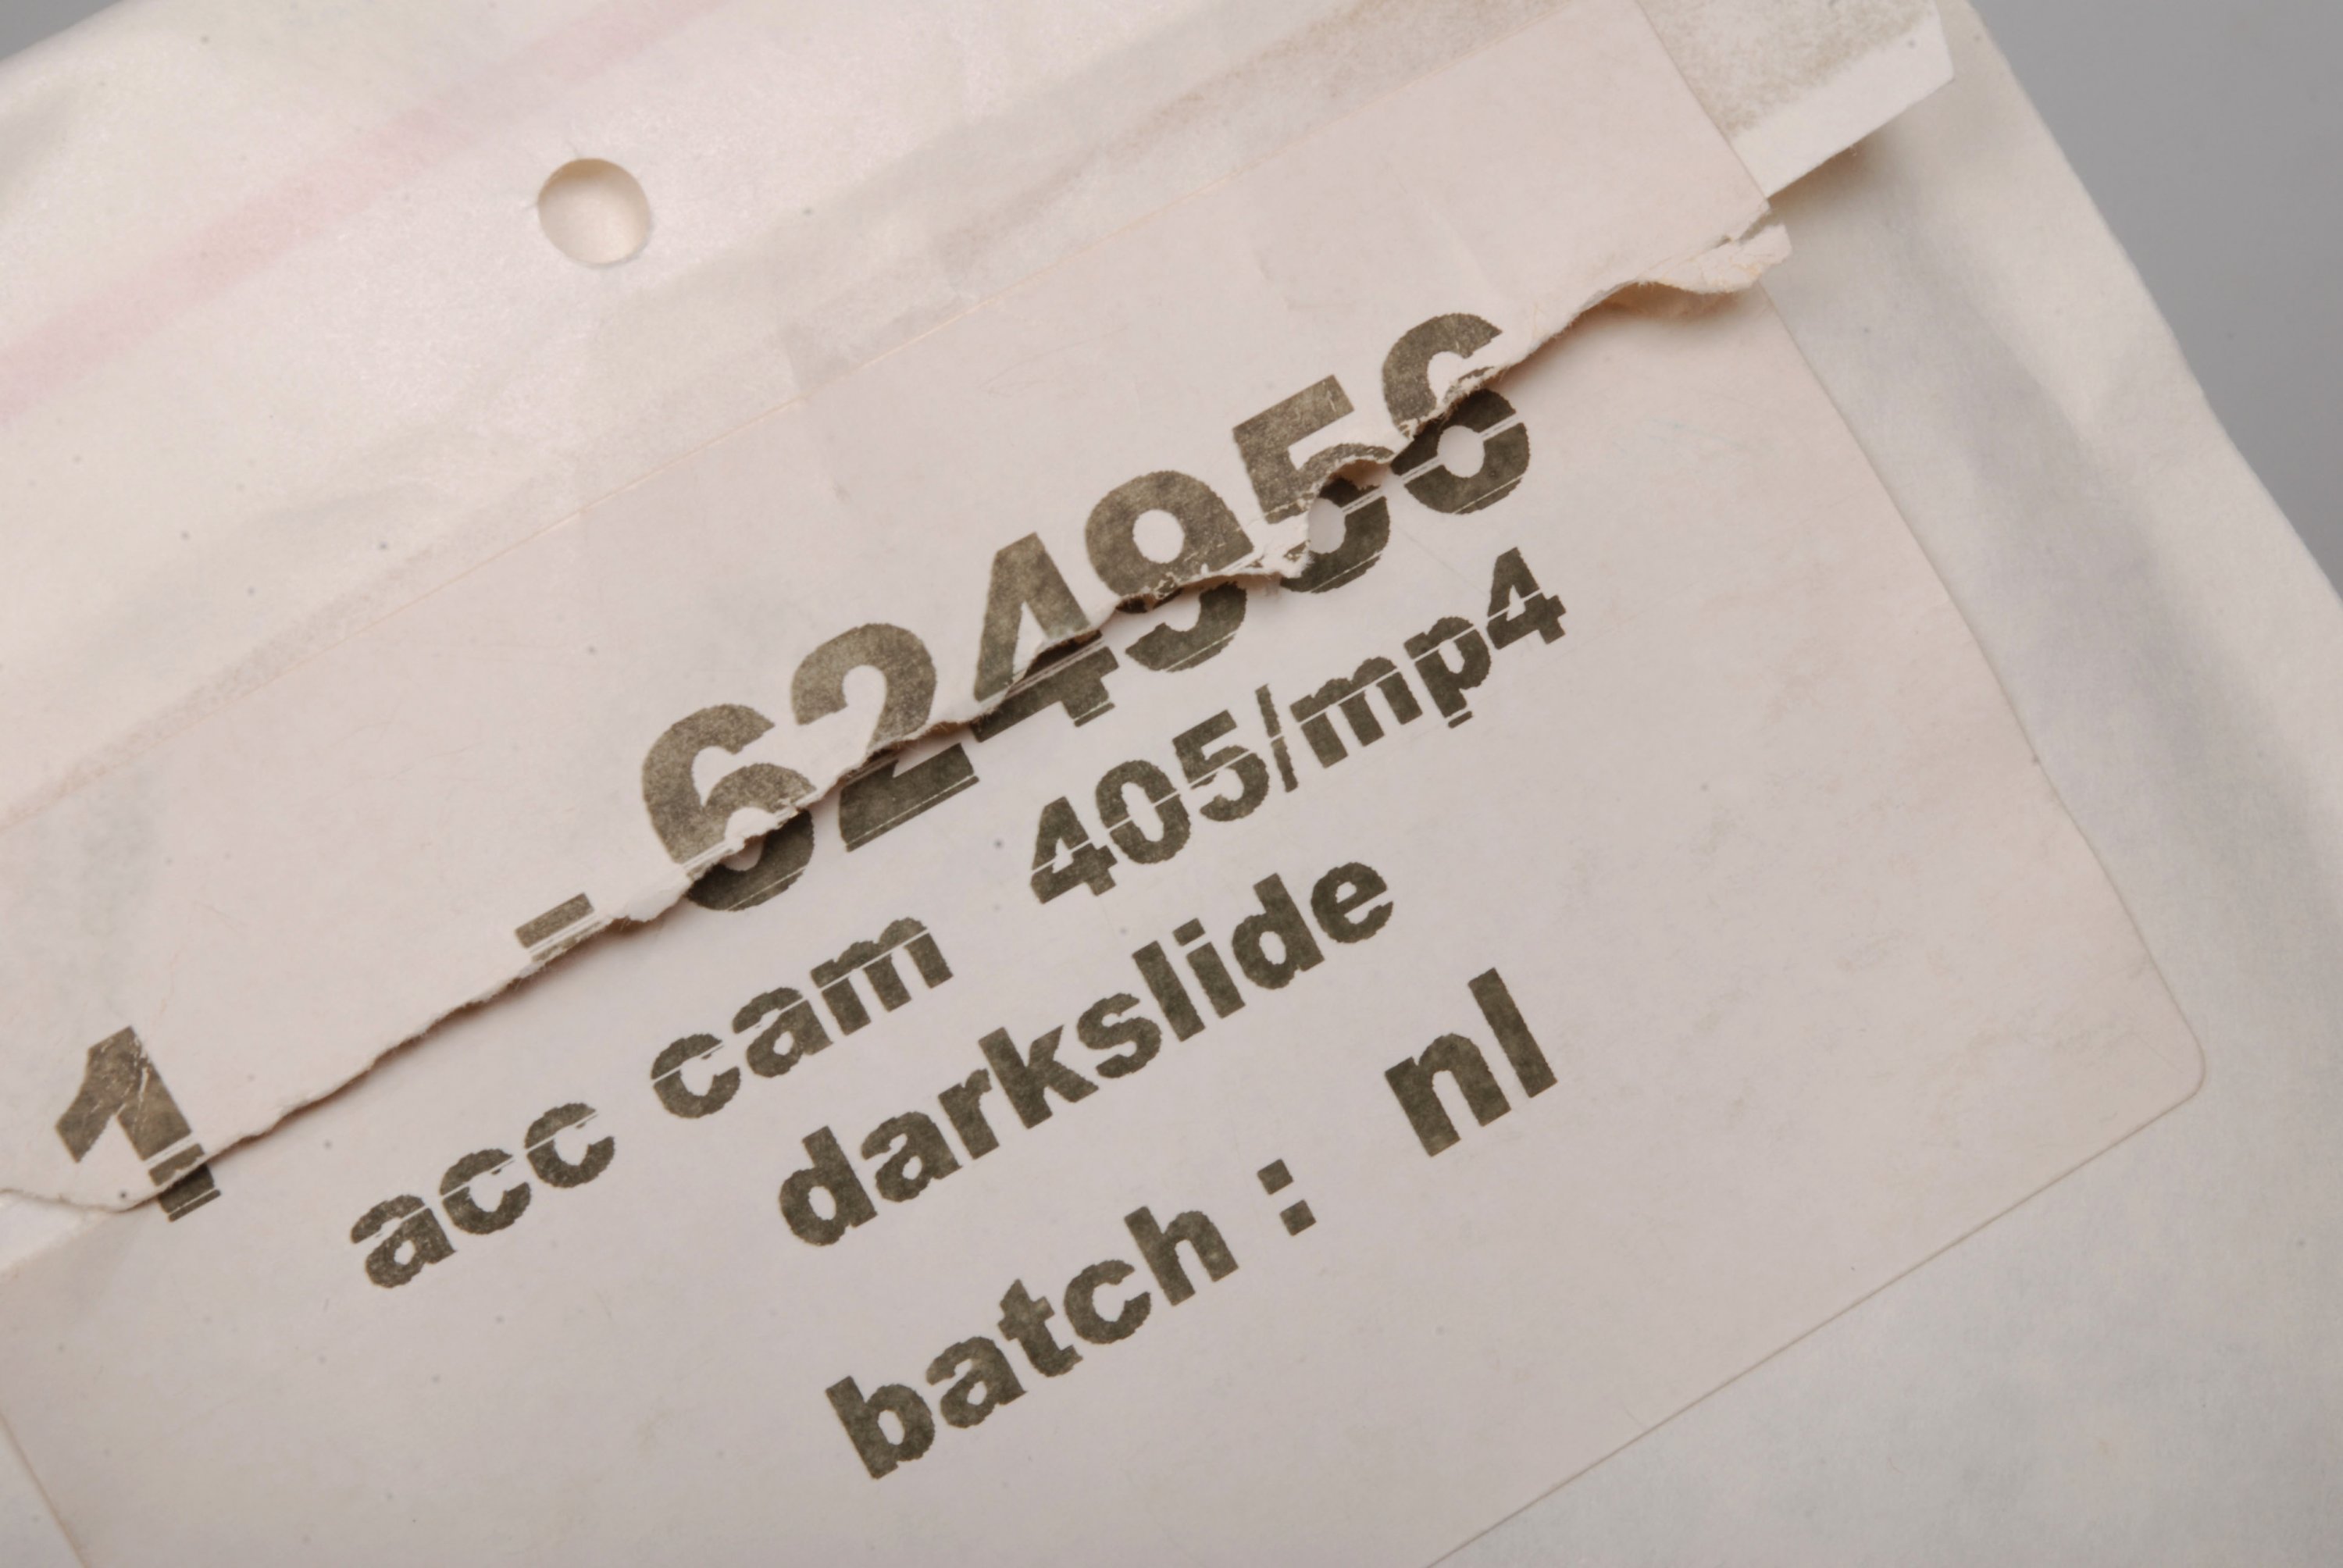 1 - 624956
acc cam 405/mp4
darkslide
batch : nl